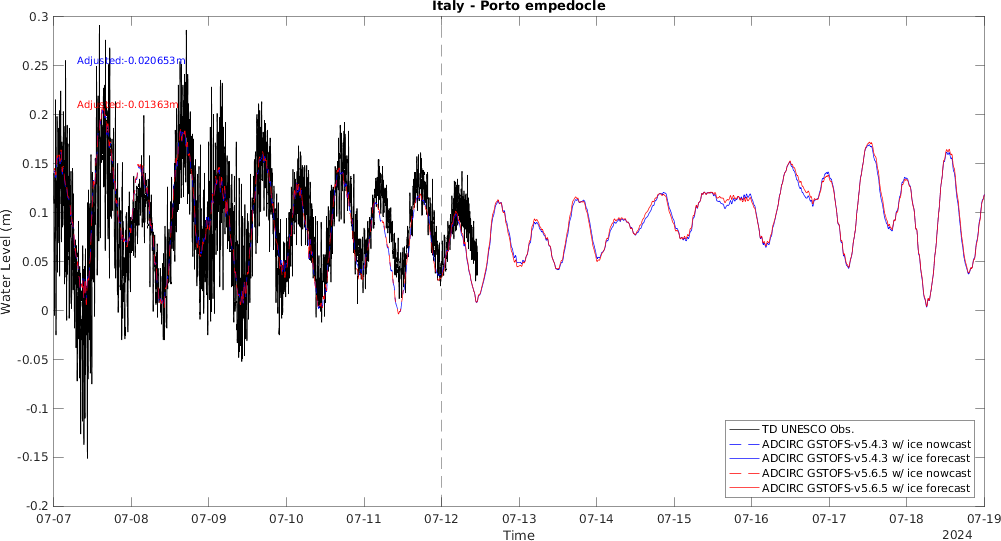 Italy - Porto empedocle
0.3
0.25
0.2
0.15
0.1
0.05
0
-0.05
-0.1
-0.15
-0.2
Water Level (m)
Adjusted:-0.020653m
Adjusted:-0.01363m
TD UNESCO Obs.
ADCIRC GSTOFS-v5.4.3 w/ ice nowcast
ADCIRC GSTOFS-v5.4.3 w/ ice forecast
ADCIRC GSTOFS-v5.6.5 w/ ice nowcast
ADCIRC GSTOFS-v5.6.5 w/ ice forecast
07-07 07-08 07-09 07-10 07-11 07-12 07-13 07-14 07-15 07-16 07-17 07-18 07-19
Time
2024